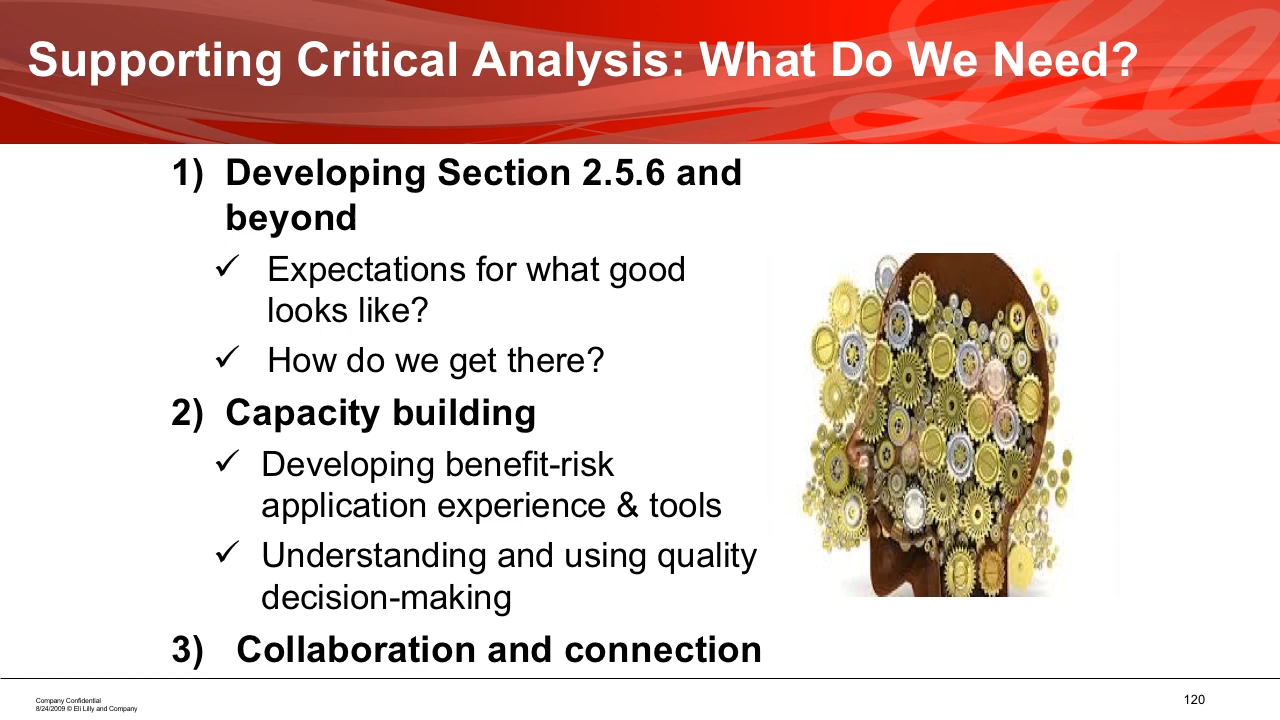 Supporting Critical Analysis: What Do We Need?
1) Developing Section 2.5.6 and
beyond
✓ Expectations for what good
looks like?
✓ How do we get there?
2) Capacity building
✓ Developing benefit-risk
application experience & tools
✓ Understanding and using quality
decision-making
3) Collaboration and connection
Company Confidential
8/24/2009 © Eli Lilly and Company
120